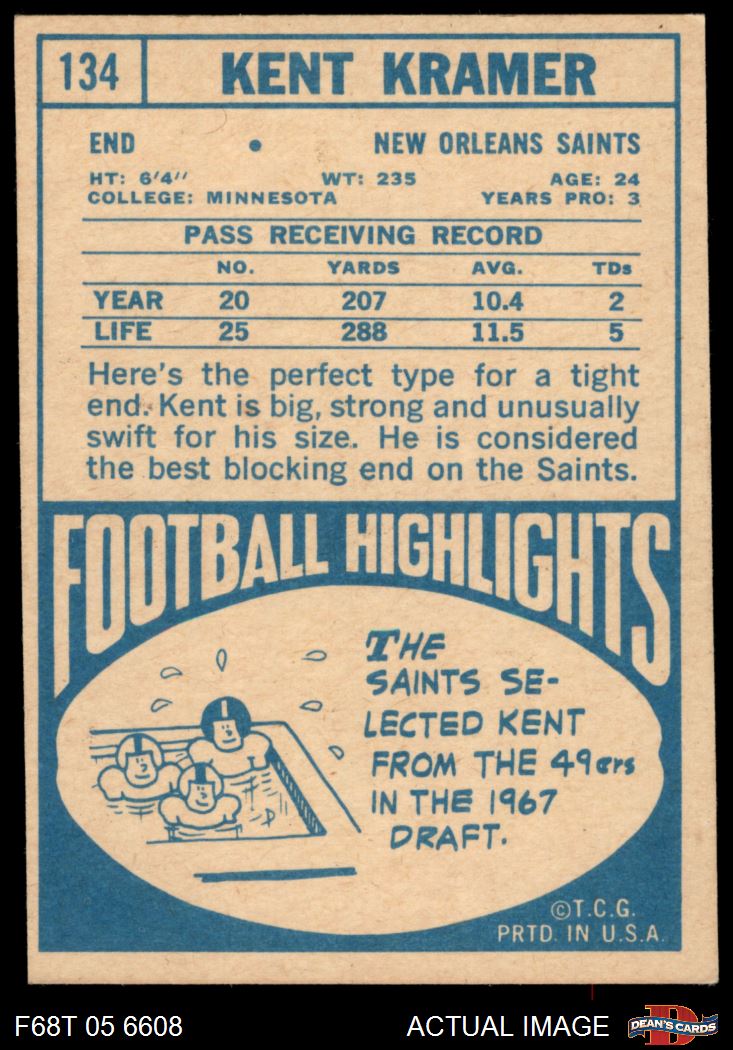 134 KENT KRAMER
END • NEW ORLEANS SAINTS
HT: 6'4" WT: 235 AGE: 24
COLLEGE: MINNESOTA YEARS PRO: 3
PASS RECEIVING RECORD
NO. YARDS AVG. TDs
YEAR 20 207 10.4 2
LIFE 25 288 11.5 5
Here's the perfect type for a tight
end. Kent is big, strong and unusually
swift for his size. He is considered
the best blocking end on the Saints.
FOOTBALL HIGHLIGHTS
THE
SAINTS SE-
LECTED KENT
FROM THE 49ers
IN THE 1967
DRAFT.
©T.C.G.
PRTD. IN U.S.A.
F68T 05 6608 ACTUAL IMAGE D DEAN'S CARDS